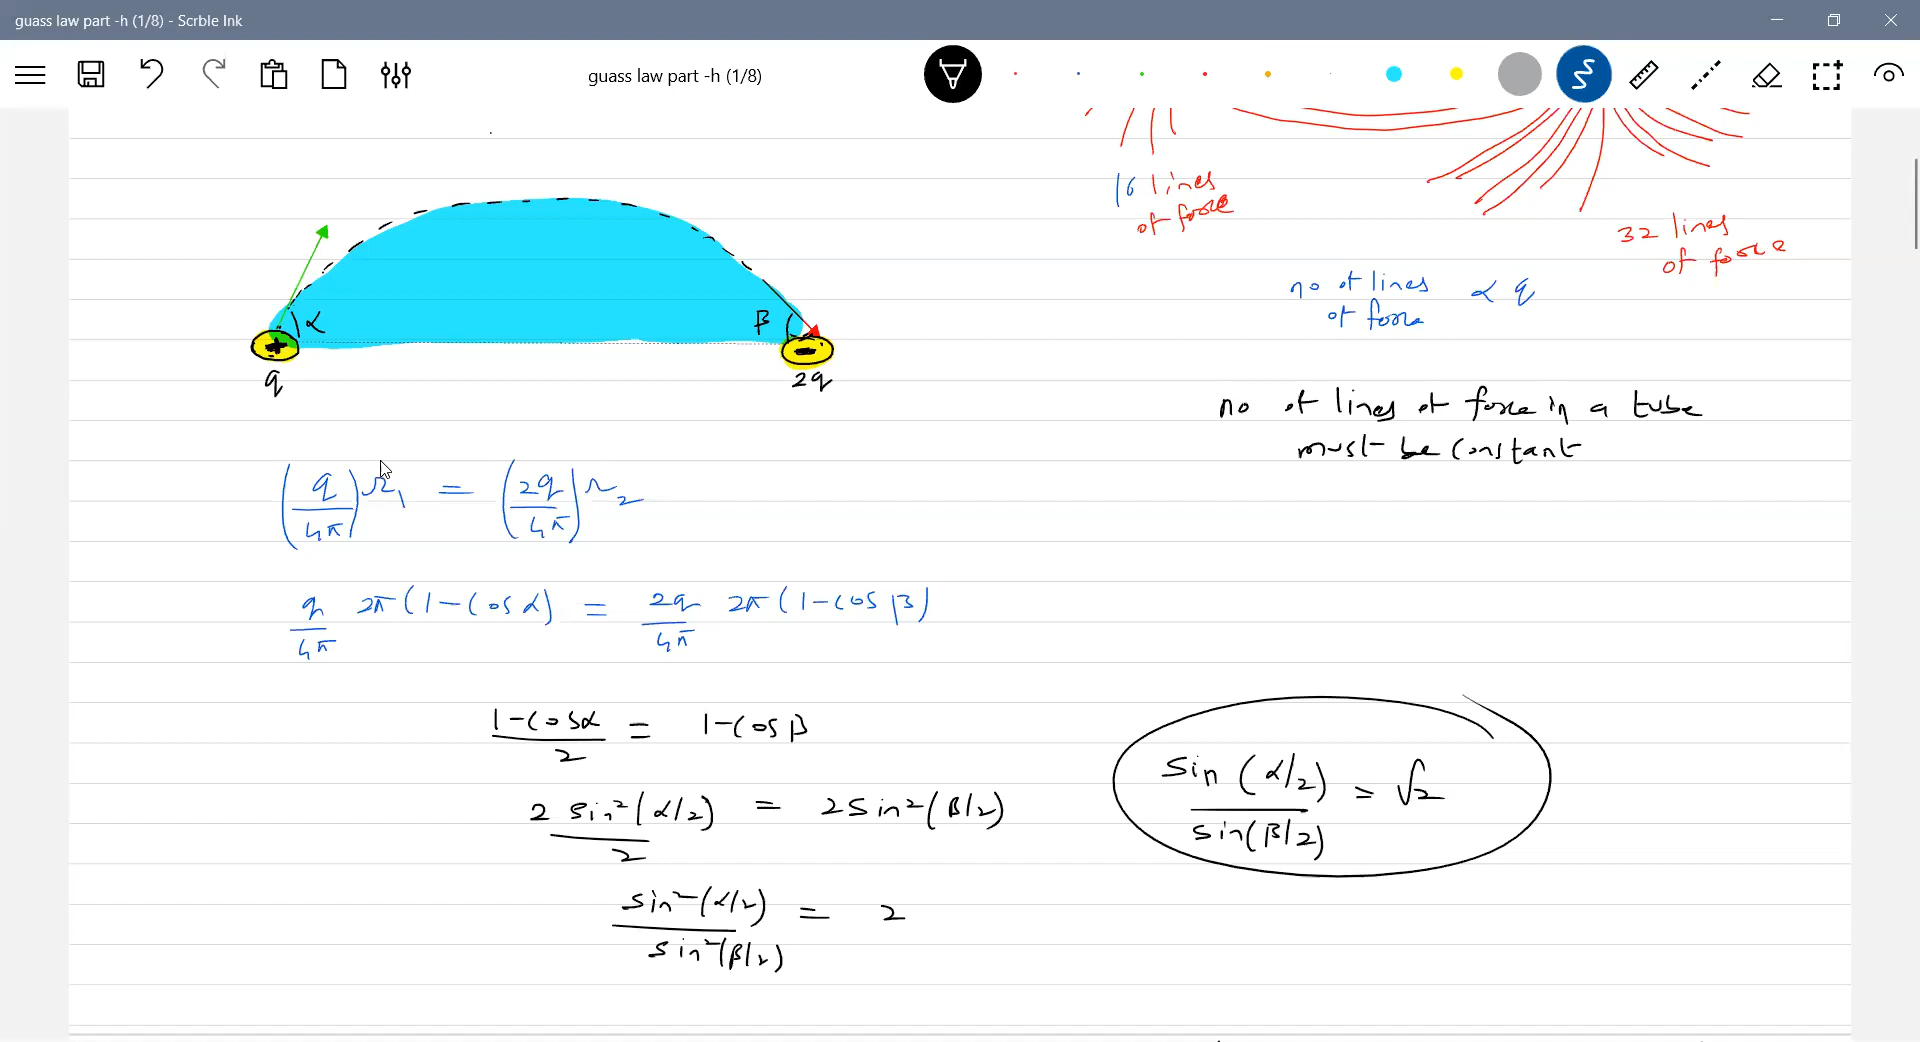 guass law part -h (1/8) - Scrble Ink
guass law part -h (1/8)
16 lines
of force
32 lines
of force
no of lines
of force α q
α
β
+
-
q
2q
no of lines of force in a tube
must be constant
(q/4π) Ω₁ = (2q/4π) Ω₂
q/4π 2π(1-cos α) = 2q/4π 2π(1-cos β)
1-cosα/2 = 1-cos β
2 sin²(α/2)/2 = 2 sin²(β/2)
sin²(α/2)/sin²(β/2) = 2
sin(α/2)/sin(β/2) = √2